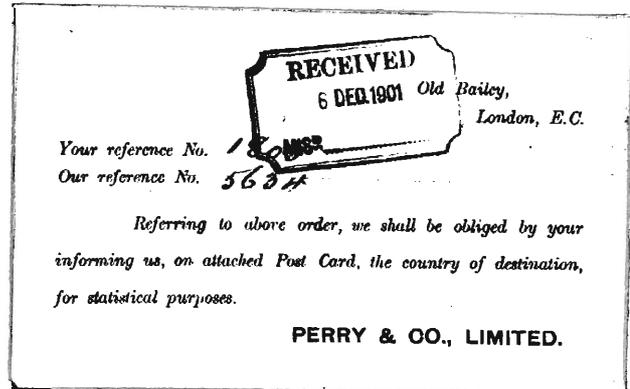 RECEIVED
6 DEC.1901
Old Bailey,
London, E.C.
Your reference No.
Our reference No. 5634
Referring to above order, we shall be obliged by your
informing us, on attached Post Card, the country of destination,
for statistical purposes.
PERRY & CO., LIMITED.